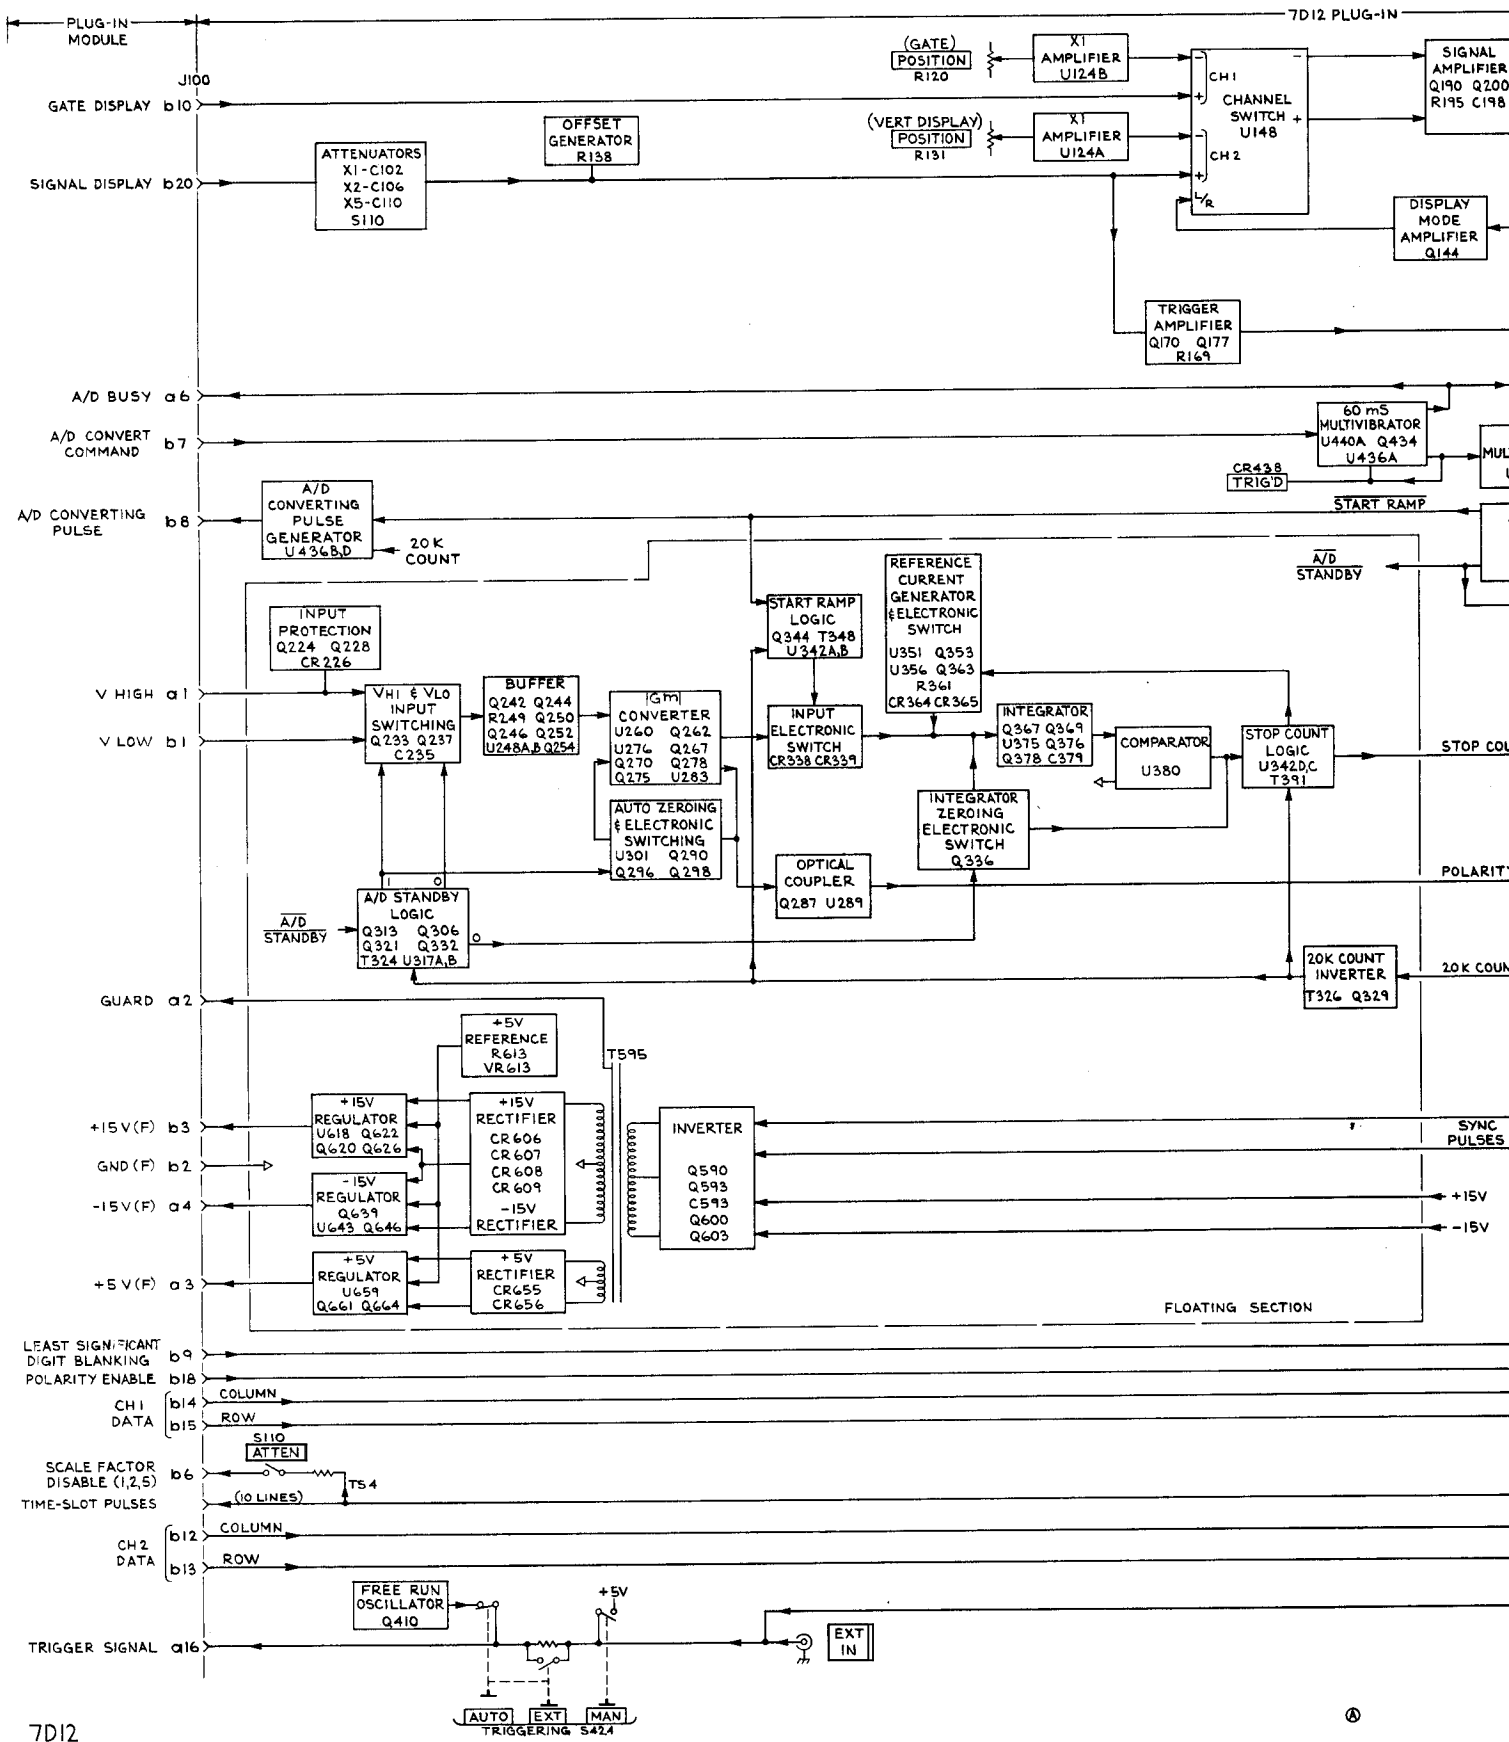 PLUG-IN
MODULE
7D12 PLUG-IN
J100
GATE DISPLAY b10
(GATE)
POSITION
R120
X1
AMPLIFIER
U124B
CH1
CHANNEL
SWITCH
U148
SIGNAL
AMPLIFIER
Q190 Q200
R195 C198
(VERT DISPLAY)
POSITION
R131
X1
AMPLIFIER
U124A
CH2
L/R
OFFSET
GENERATOR
R138
ATTENUATORS
X1-C102
X2-C106
X5-C110
S110
SIGNAL DISPLAY b20
DISPLAY
MODE
AMPLIFIER
Q144
TRIGGER
AMPLIFIER
Q170 Q177
R169
A/D BUSY a6
A/D CONVERT
COMMAND b7
60 mS
MULTIVIBRATOR
U440A Q434
U436A
MUL
U
CR438
TRIG'D
A/D CONVERTING
PULSE b8
A/D
CONVERTING
PULSE
GENERATOR
U436B,D
20K
COUNT
START RAMP
A/D
STANDBY
INPUT
PROTECTION
Q224 Q228
CR226
START RAMP
LOGIC
Q344 T348
U342A,B
REFERENCE
CURRENT
GENERATOR
& ELECTRONIC
SWITCH
U351 Q353
U356 Q363
R361
CR364 CR365
V HIGH a1
V LOW b1
VHI & VLO
INPUT
SWITCHING
Q233 Q237
C235
BUFFER
Q242 Q244
R249 Q250
Q246 Q252
U248A,B Q254
|Gm|
CONVERTER
U260 Q262
U276 Q267
Q270 Q278
Q275 U283
INPUT
ELECTRONIC
SWITCH
CR338 CR339
INTEGRATOR
Q367 Q369
U375 Q376
Q378 C379
COMPARATOR
U380
STOP COUNT
LOGIC
U342D,C
T391
STOP COU
AUTO ZEROING
& ELECTRONIC
SWITCHING
U301 Q290
Q296 Q298
INTEGRATOR
ZEROING
ELECTRONIC
SWITCH
Q336
OPTICAL
COUPLER
Q287 U289
POLARITY
1 0
A/D STANDBY
LOGIC
Q313 Q306
Q321 Q332
T324 U317A,B
0
A/D
STANDBY
20K COUNT
INVERTER
T326 Q329
20K COUN
GUARD a2
+5V
REFERENCE
R613
VR613
T595
+15V(F) b3
GND(F) b2
-15V(F) a4
+5V(F) a3
+15V
REGULATOR
U618 Q622
Q620 Q626
-15V
REGULATOR
Q639
U643 Q646
+5V
REGULATOR
U659
Q661 Q664
+15V
RECTIFIER
CR606
CR607
CR608
CR609
-15V
RECTIFIER
+5V
RECTIFIER
CR655
CR656
INVERTER
Q590
Q593
C593
Q600
Q603
SYNC
PULSES
+15V
-15V
FLOATING SECTION
LEAST SIGNIFICANT
DIGIT BLANKING b9
POLARITY ENABLE b18
CH1
DATA
b14 COLUMN
b15 ROW
S110
ATTEN
SCALE FACTOR
DISABLE (1,2,5) b6
TS4
TIME-SLOT PULSES
(10 LINES)
CH2
DATA
b12 COLUMN
b13 ROW
FREE RUN
OSCILLATOR
Q410
+5V
TRIGGER SIGNAL a16
EXT
IN
AUTO EXT MAN
TRIGGERING S424
7D12
A